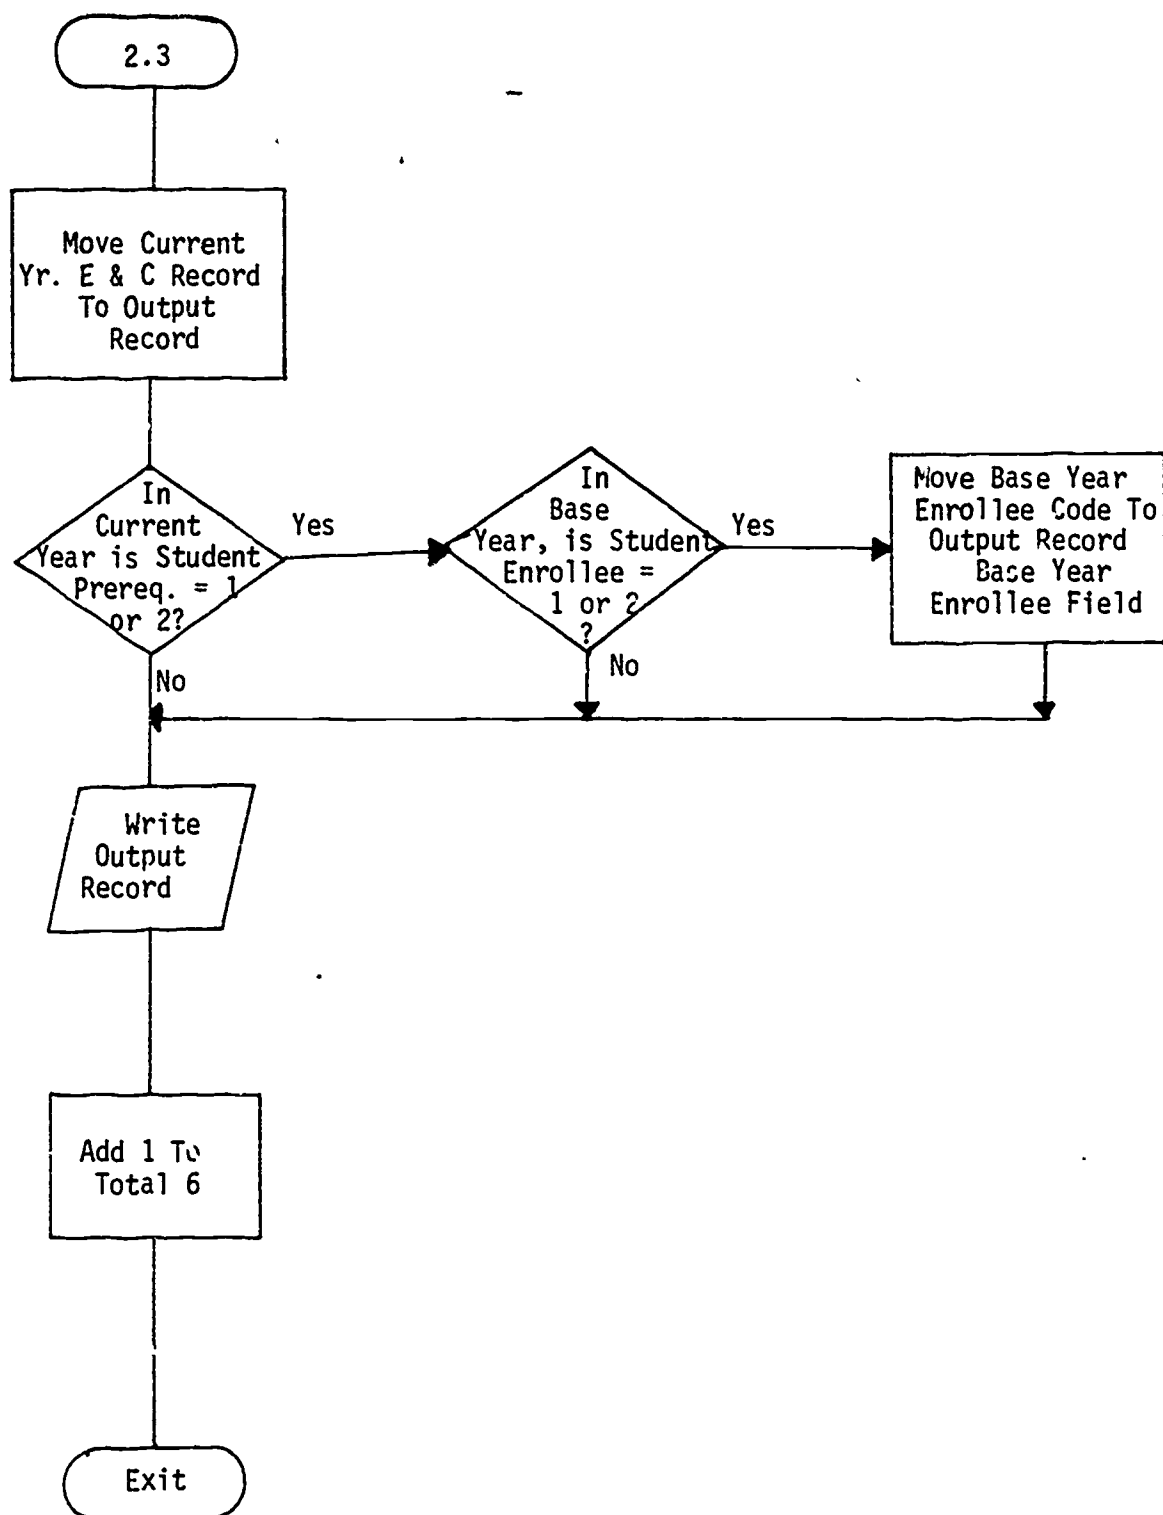 2.3
Move Current
Yr. E & C Record
To Output
Record
In
Current
Year is Student
Prereq. = 1
or 2?
Yes
No
In
Base
Year, is Student
Enrollee =
1 or 2
?
Yes
No
Move Base Year
Enrollee Code To
Output Record
Base Year
Enrollee Field
Write
Output
Record
Add 1 To
Total 6
Exit